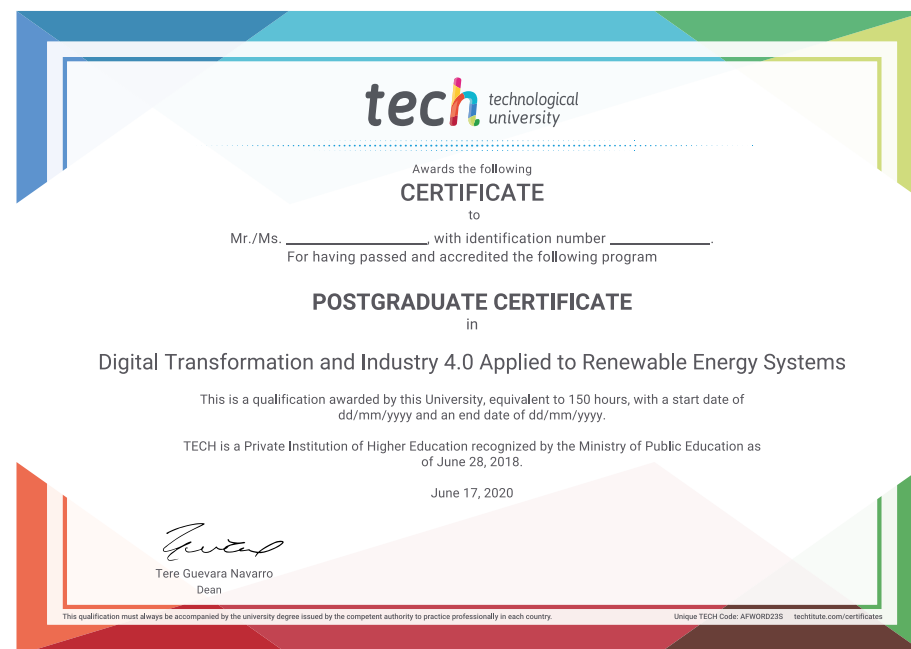 tech technological
university
Awards the following
CERTIFICATE
to
Mr./Ms. ____________________, with identification number ______________.
For having passed and accredited the following program
POSTGRADUATE CERTIFICATE
in
Digital Transformation and Industry 4.0 Applied to Renewable Energy Systems
This is a qualification awarded by this University, equivalent to 150 hours, with a start date of
dd/mm/yyyy and an end date of dd/mm/yyyy.
TECH is a Private Institution of Higher Education recognized by the Ministry of Public Education as
of June 28, 2018.
June 17, 2020
Tere Guevara Navarro
Dean
This qualification must always be accompanied by the university degree issued by the competent authority to practice professionally in each country. Unique TECH Code: AFWORD23S techtitute.com/certificates